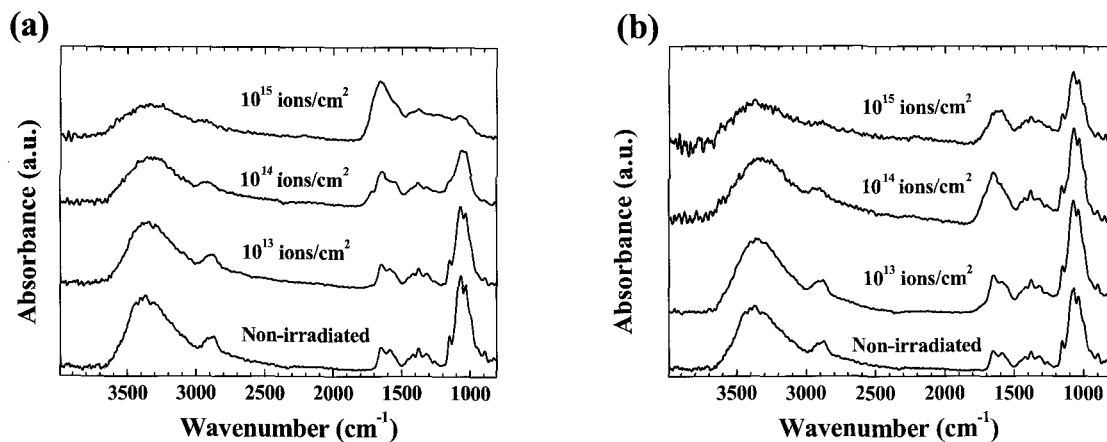 (a)
Absorbance (a.u.)
10¹⁵ ions/cm²
10¹⁴ ions/cm²
10¹³ ions/cm²
Non-irradiated
3500 3000 2500 2000 1500 1000
Wavenumber (cm⁻¹)
(b)
Absorbance (a.u.)
10¹⁵ ions/cm²
10¹⁴ ions/cm²
10¹³ ions/cm²
Non-irradiated
3500 3000 2500 2000 1500 1000
Wavenumber (cm⁻¹)